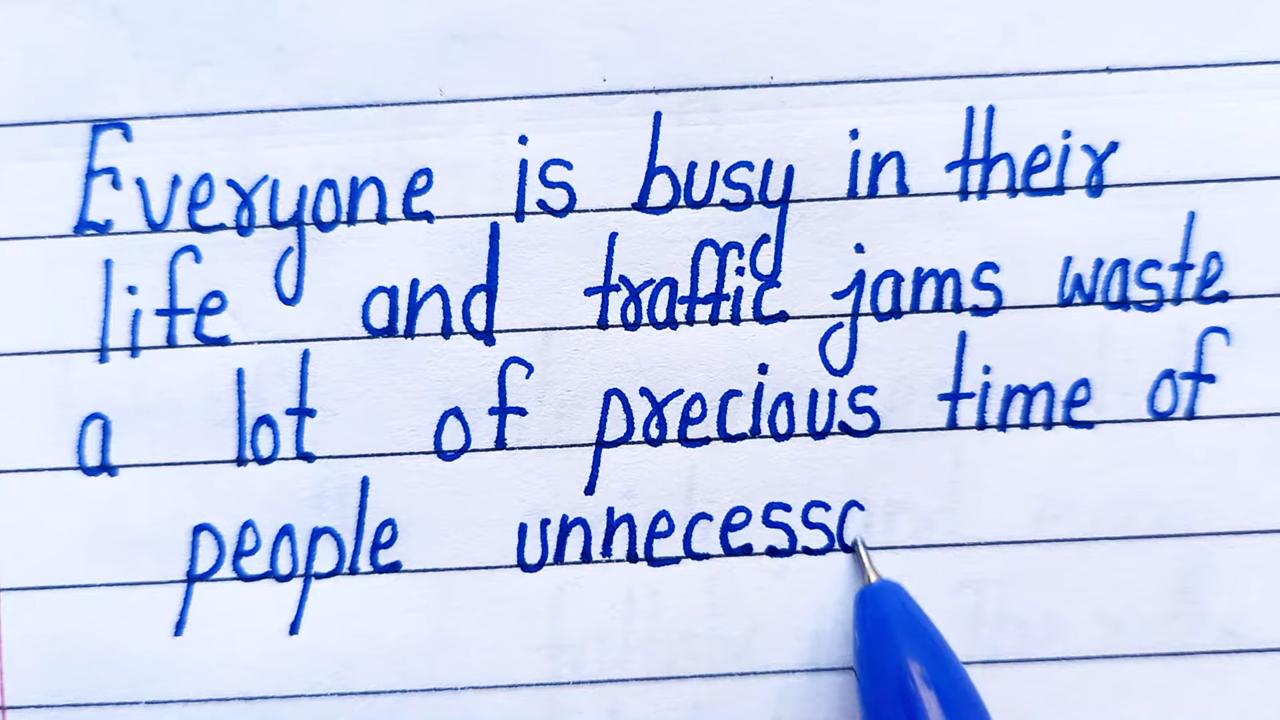 Everyone is busy in their
life and traffic jams waste
a lot of precious time of
people unnecessa